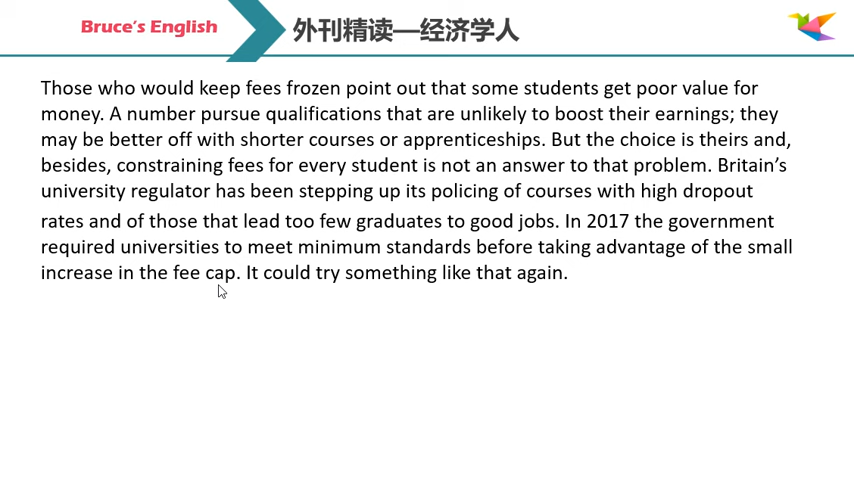 Bruce's English
外刊精读—经济学人
Those who would keep fees frozen point out that some students get poor value for
money. A number pursue qualifications that are unlikely to boost their earnings; they
may be better off with shorter courses or apprenticeships. But the choice is theirs and,
besides, constraining fees for every student is not an answer to that problem. Britain's
university regulator has been stepping up its policing of courses with high dropout
rates and of those that lead too few graduates to good jobs. In 2017 the government
required universities to meet minimum standards before taking advantage of the small
increase in the fee cap. It could try something like that again.